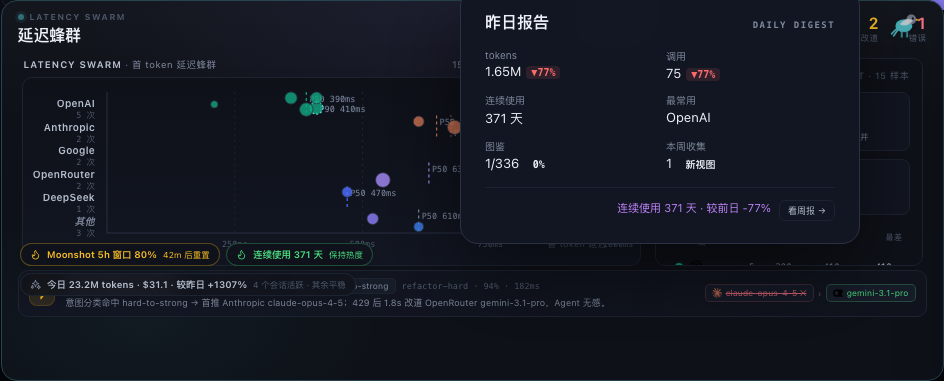 LATENCY SWARM
延迟蜂群
LATENCY SWARM · 首 token 延迟蜂群
OpenAI
5 次
Anthropic
2 次
Google
2 次
OpenRouter
2 次
DeepSeek
1 次
其他
3 次
390ms
P90 410ms
P50 470ms
P50 610
昨日报告
DAILY DIGEST
tokens
1.65M ▼77%
调用
75 ▼77%
连续使用
371 天
最常用
OpenAI
图鉴
1/336 0%
本周收集
1 新视图
连续使用 371 天 · 较前日 -77%
看周报 →
2
改道
1
错误
15 样本
最差
Moonshot 5h 窗口 80% 42m 后重置
连续使用 371 天 保持热度
今日 23.2M tokens · $31.1 · 较昨日 +1307% 4 个会话活跃 · 其余平稳
o-strong refactor-hard · 94% · 182ms
意图分类命中 hard-to-strong → 首推 Anthropic claude-opus-4-5；429 后 1.8s 改道 OpenRouter gemini-3.1-pro，Agent 无感。
claude-opus-4-5 ✕ › gemini-3.1-pro